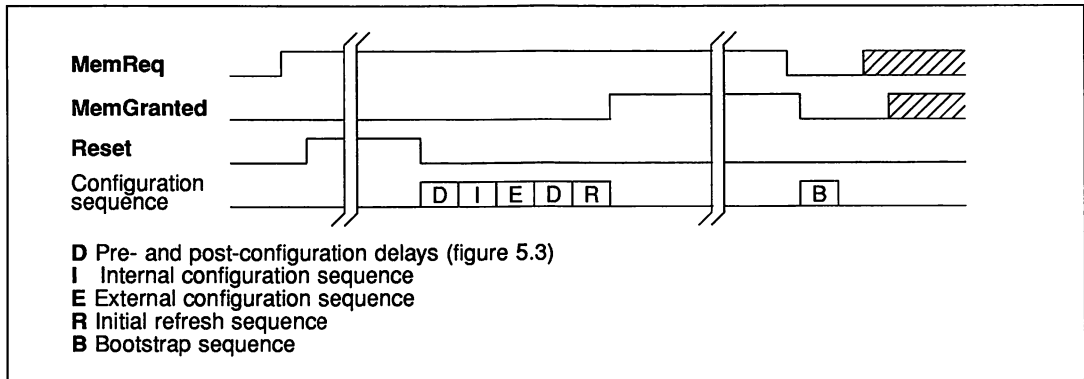 MemReq
MemGranted
Reset
Configuration
sequence
D I E D R B
D Pre- and post-configuration delays (figure 5.3)
I Internal configuration sequence
E External configuration sequence
R Initial refresh sequence
B Bootstrap sequence